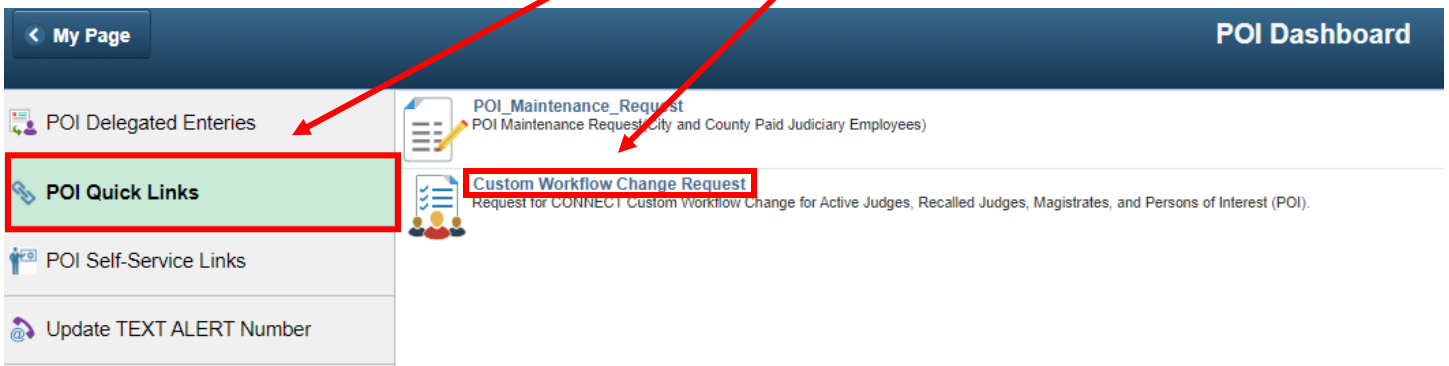 My Page
POI Dashboard
POI Delegated Enteries
POI Quick Links
POI Self-Service Links
Update TEXT ALERT Number
POI_Maintenance_Request
POI Maintenance Request(City and County Paid Judiciary Employees)
Custom Workflow Change Request
Request for CONNECT Custom Workflow Change for Active Judges, Recalled Judges, Magistrates, and Persons of Interest (POI).